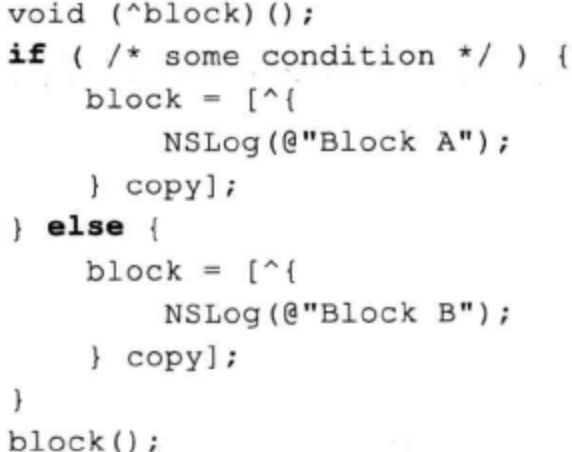 void (^block)();
if ( /* some condition */ ) {
    block = [^{
        NSLog(@"Block A");
    } copy];
} else {
    block = [^{
        NSLog(@"Block B");
    } copy];
}
block();